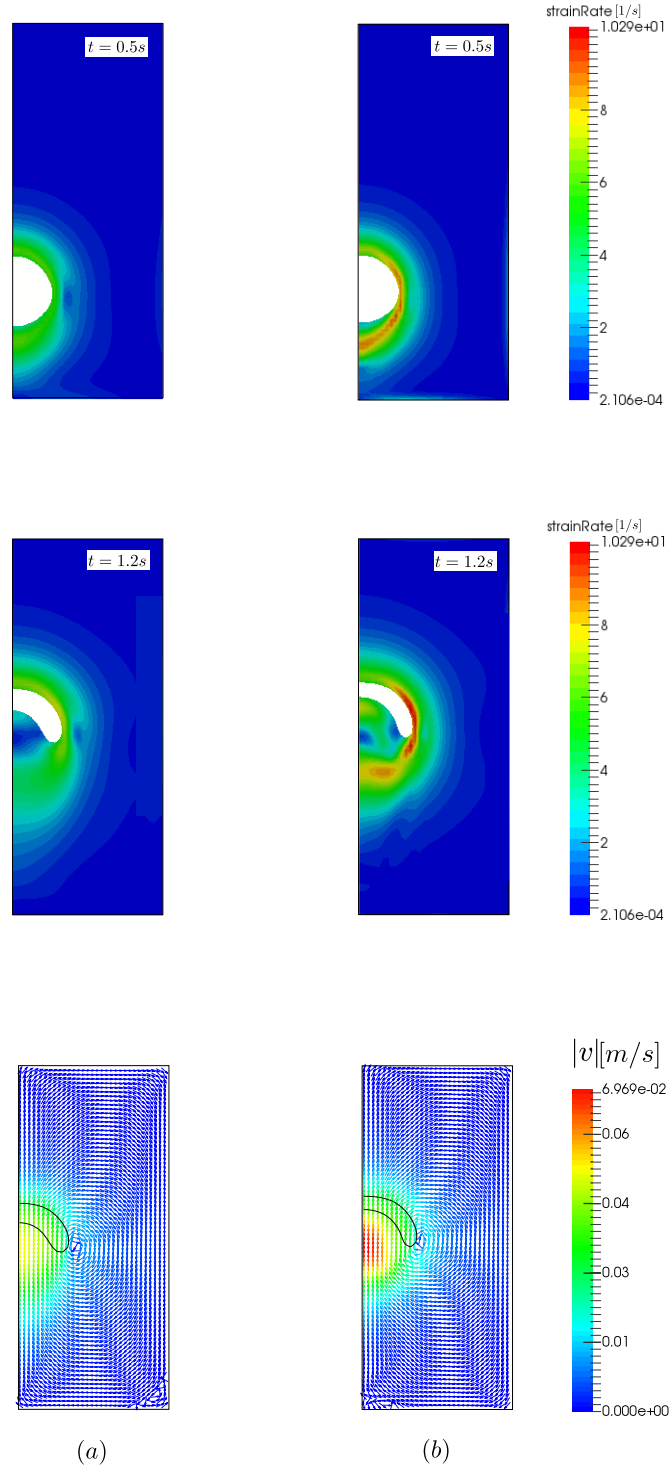 strainRate [1/s]
1.029e+01
t = 0.5s
t = 0.5s
8
6
4
2
2.106e-04
strainRate [1/s]
1.029e+01
t = 1.2s
t = 1.2s
8
6
4
2
2.106e-04
|v|[m/s]
6.969e-02
0.06
0.04
0.03
0.01
0.000e+00
(a)
(b)